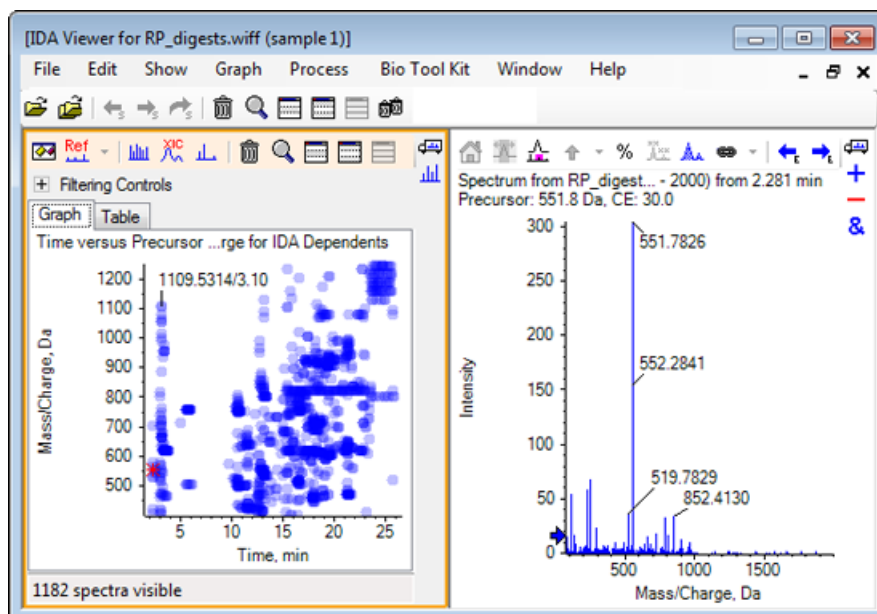 [IDA Viewer for RP_digests.wiff (sample 1)]
File Edit Show Graph Process Bio Tool Kit Window Help
Ref
XIC
Filtering Controls
Graph Table
Time versus Precursor ...rge for IDA Dependents
1109.5314/3.10
1200
1100
1000
900
800
700
600
500
Mass/Charge, Da
5 10 15 20 25
Time, min
1182 spectra visible
%
E E
&
Spectrum from RP_digest... - 2000) from 2.281 min
Precursor: 551.8 Da, CE: 30.0
300
250
200
150
100
50
0
Intensity
551.7826
552.2841
519.7829
852.4130
500 1000 1500
Mass/Charge, Da